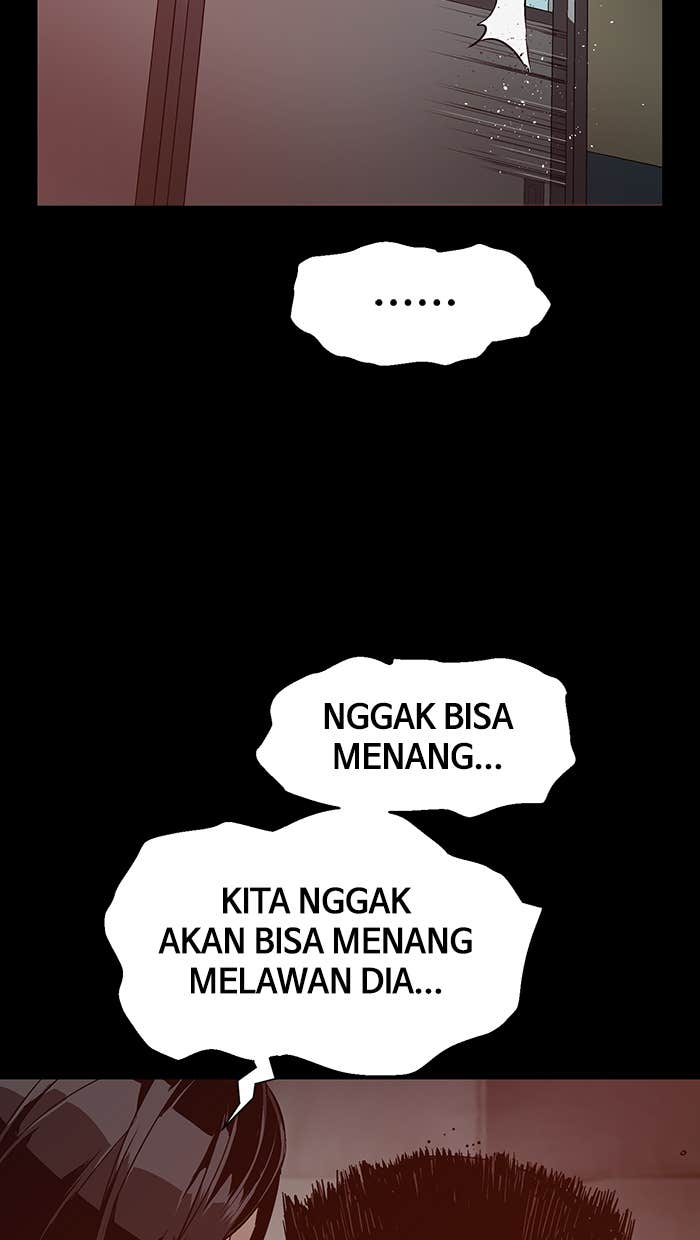 ......
NGGAK BISA
MENANG...
KITA NGGAK
AKAN BISA MENANG
MELAWAN DIA...